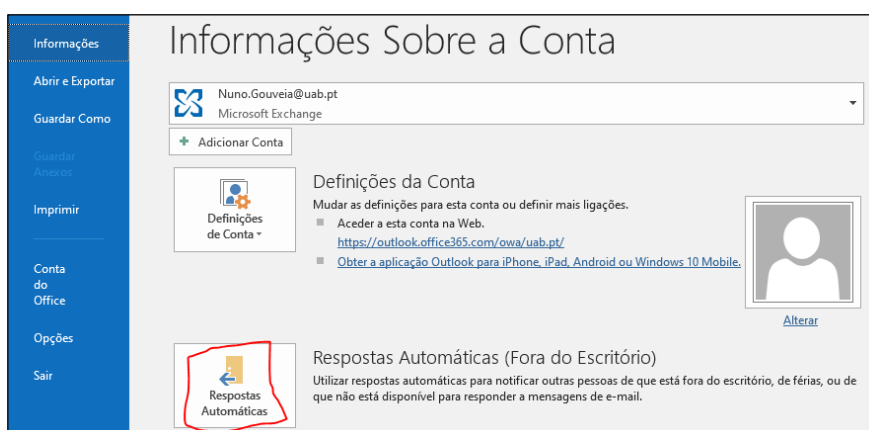 Informações
Abrir e Exportar
Guardar Como
Guardar
Anexos
Imprimir
Conta
do
Office
Opções
Sair
Informações Sobre a Conta
Nuno.Gouveia@uab.pt
Microsoft Exchange
Adicionar Conta
Definições
de Conta
Definições da Conta
Mudar as definições para esta conta ou definir mais ligações.
Aceder a esta conta na Web.
https://outlook.office365.com/owa/uab.pt/
Obter a aplicação Outlook para iPhone, iPad, Android ou Windows 10 Mobile.
Alterar
Respostas
Automáticas
Respostas Automáticas (Fora do Escritório)
Utilizar respostas automáticas para notificar outras pessoas de que está fora do escritório, de férias, ou de
que não está disponível para responder a mensagens de e-mail.